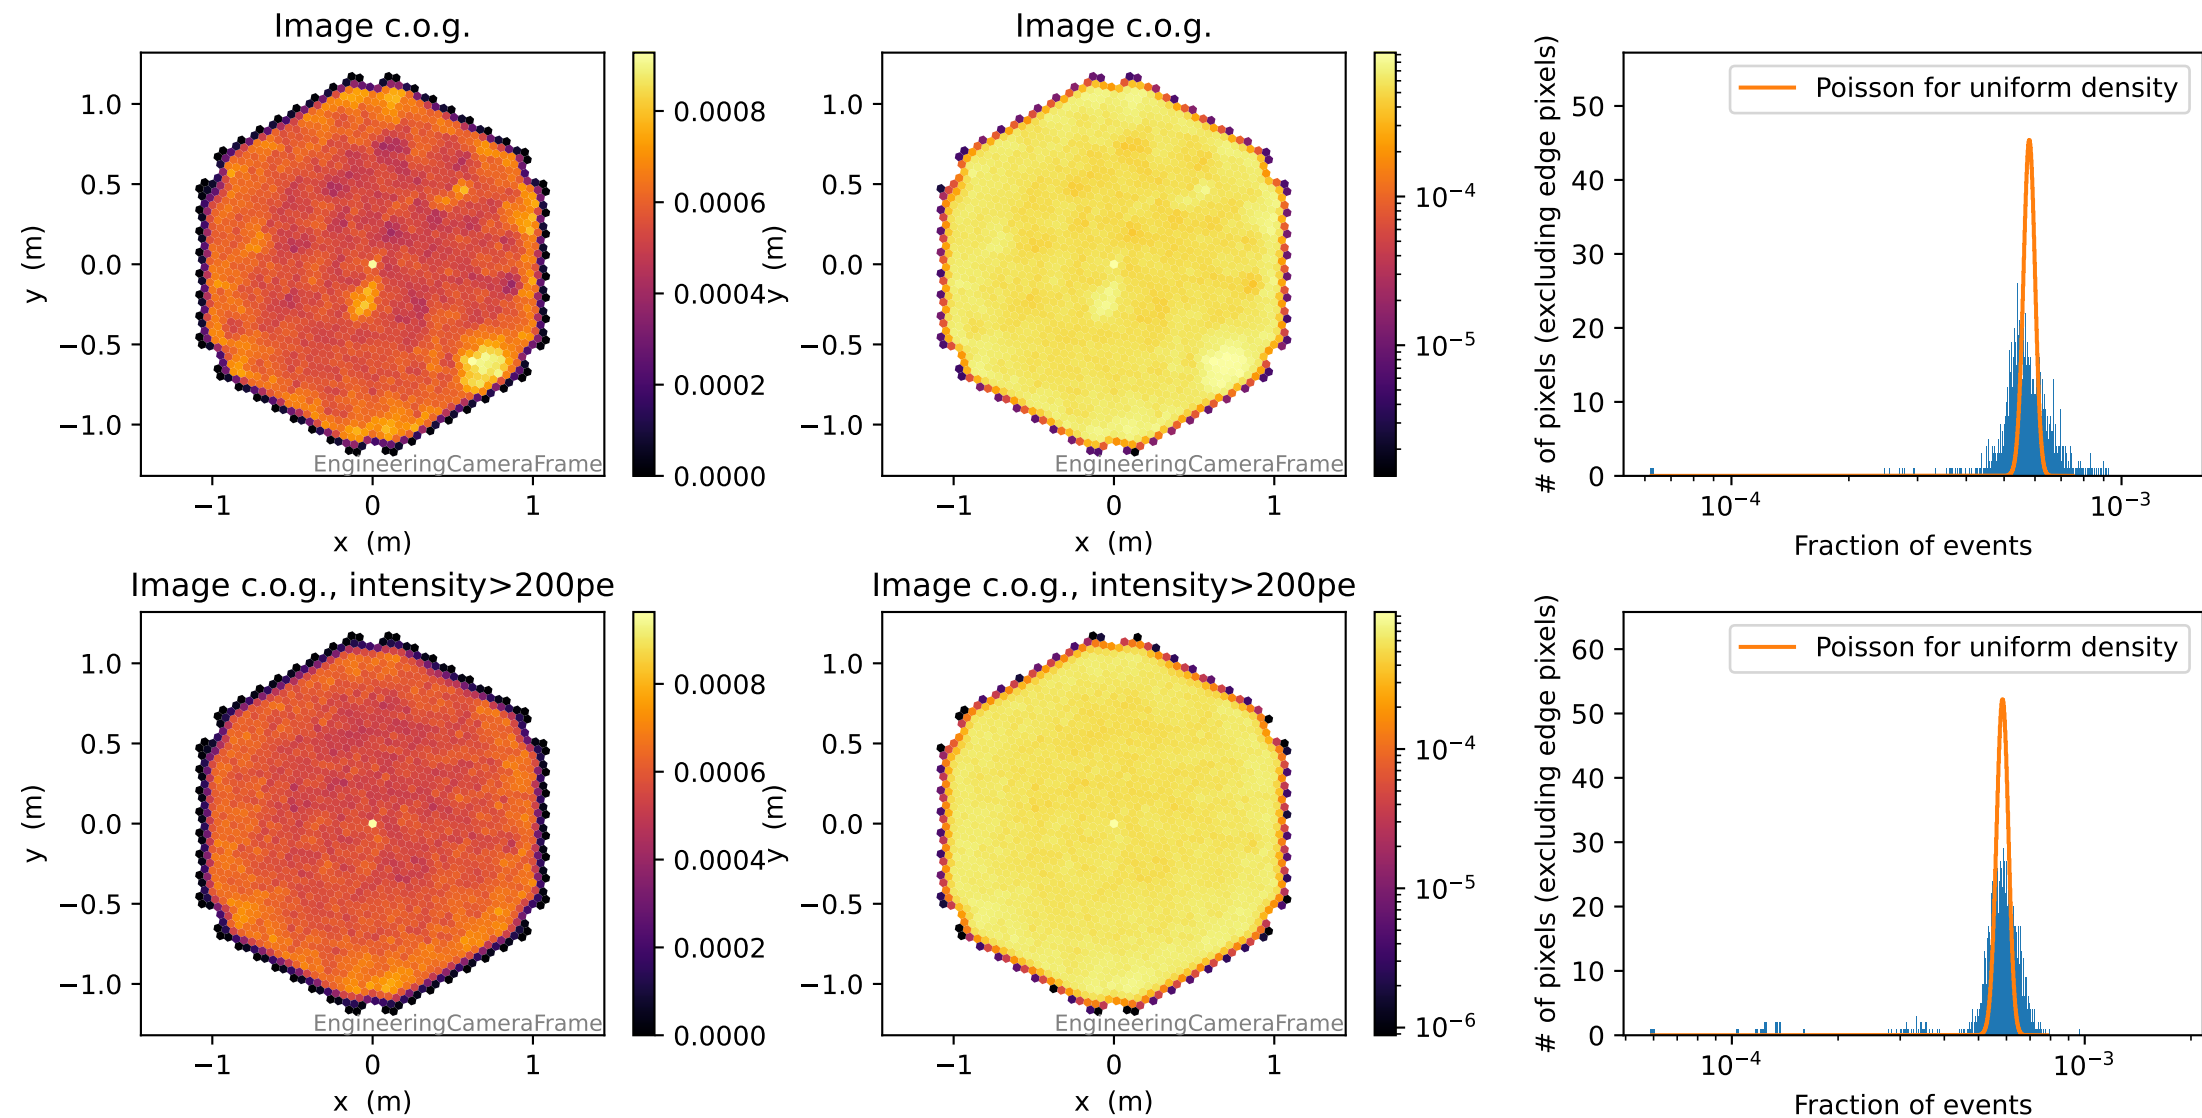 Image c.o.g.
1.0
0.5
0.0
−0.5
−1.0
y (m)
−1
0
1
x (m)
EngineeringCameraFrame
0.0008
0.0006
0.0004
0.0002
0.0000
Image c.o.g.
1.0
0.5
0.0
−0.5
−1.0
y (m)
−1
0
1
x (m)
EngineeringCameraFrame
10⁻⁴
10⁻⁵
# of pixels (excluding edge pixels)
50
40
30
20
10
0
Poisson for uniform density
10⁻⁴
10⁻³
Fraction of events
Image c.o.g., intensity>200pe
1.0
0.5
0.0
−0.5
−1.0
y (m)
−1
0
1
x (m)
EngineeringCameraFrame
0.0008
0.0006
0.0004
0.0002
0.0000
Image c.o.g., intensity>200pe
1.0
0.5
0.0
−0.5
−1.0
y (m)
−1
0
1
x (m)
EngineeringCameraFrame
10⁻⁴
10⁻⁵
10⁻⁶
# of pixels (excluding edge pixels)
60
50
40
30
20
10
0
Poisson for uniform density
10⁻⁴
10⁻³
Fraction of events